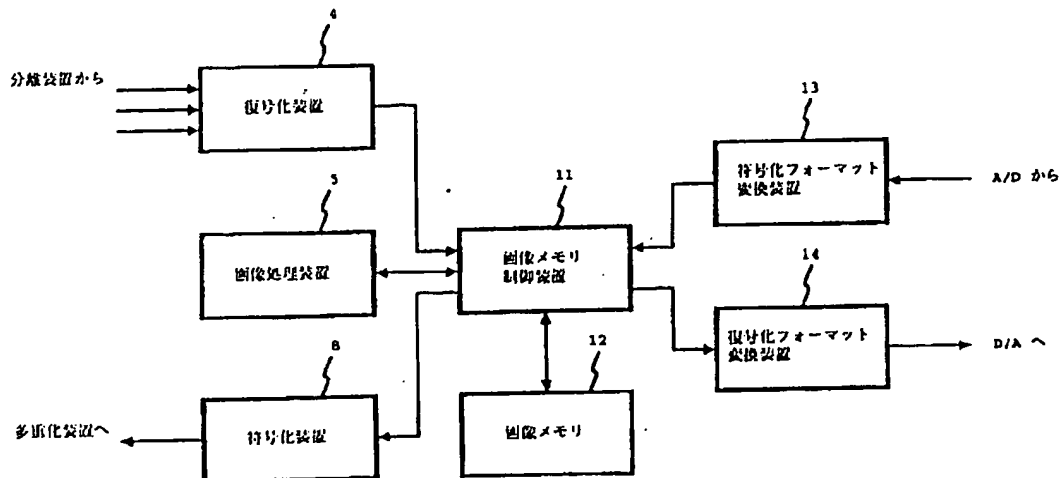 4
分離装置から
復号化装置
13
符号化フォーマット
変換装置
A/D から
5
11
画像処理装置
画像メモリ
制御装置
14
復号化フォーマット
変換装置
D/A へ
8
12
多重化装置へ
符号化装置
画像メモリ